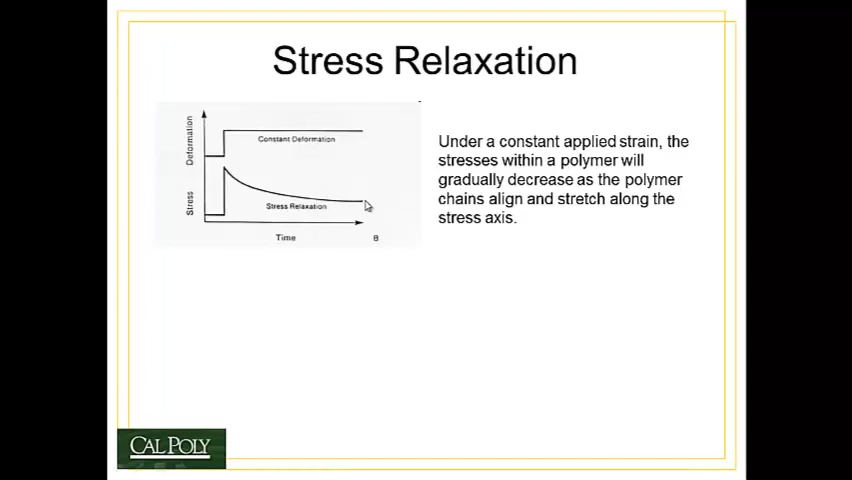 Stress Relaxation
Deformation
Constant Deformation
Stress
Stress Relaxation
Time
B
Under a constant applied strain, the
stresses within a polymer will
gradually decrease as the polymer
chains align and stretch along the
stress axis.
CAL POLY